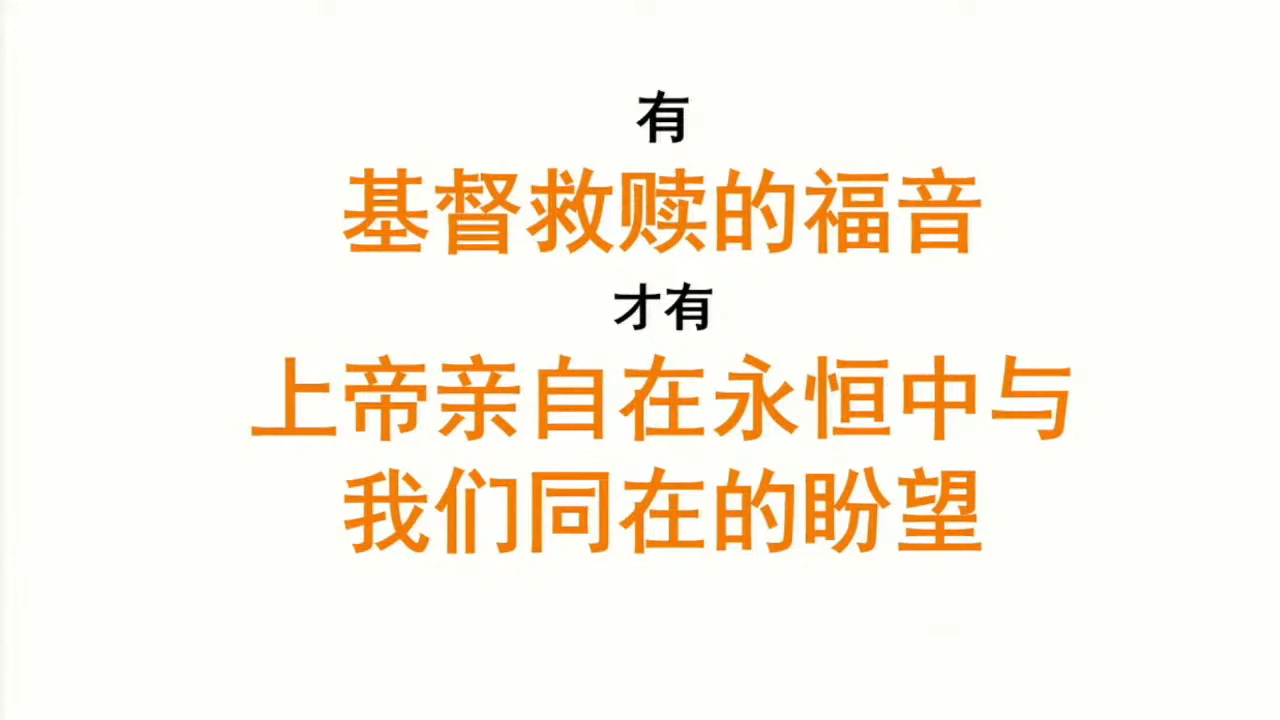 有
基督救赎的福音
才有
上帝亲自在永恒中与
我们同在的盼望